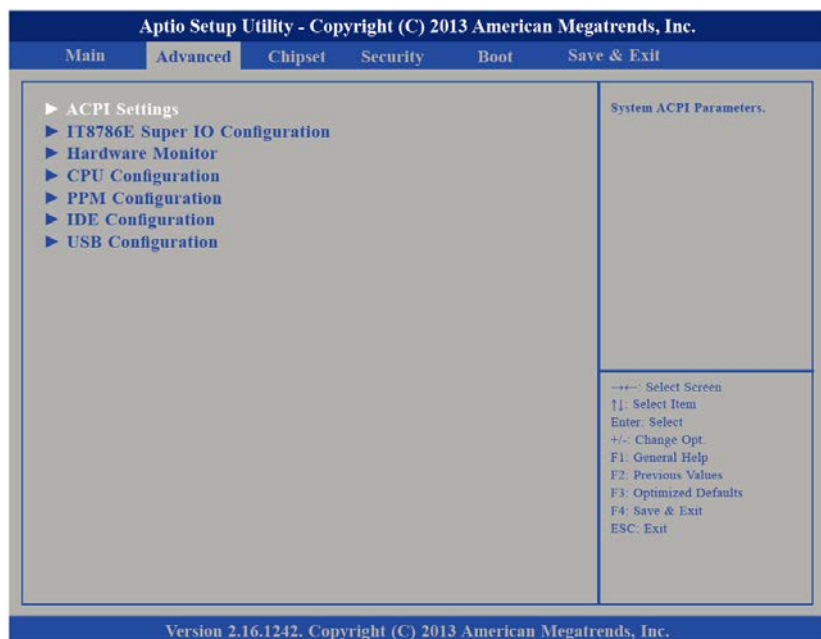 Aptio Setup Utility - Copyright (C) 2013 American Megatrends, Inc.
Main Advanced Chipset Security Boot Save & Exit
► ACPI Settings
► IT8786E Super IO Configuration
► Hardware Monitor
► CPU Configuration
► PPM Configuration
► IDE Configuration
► USB Configuration
System ACPI Parameters.
→←: Select Screen
↑↓: Select Item
Enter: Select
+/-: Change Opt.
F1: General Help
F2: Previous Values
F3: Optimized Defaults
F4: Save & Exit
ESC: Exit
Version 2.16.1242. Copyright (C) 2013 American Megatrends, Inc.